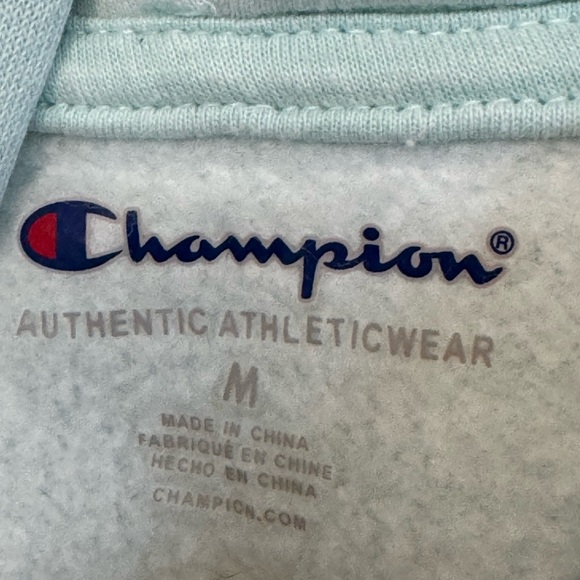 Champion®
AUTHENTIC ATHLETICWEAR
M
MADE IN CHINA
FABRIQUÉ EN CHINE
HECHO EN CHINA
CHAMPION.COM